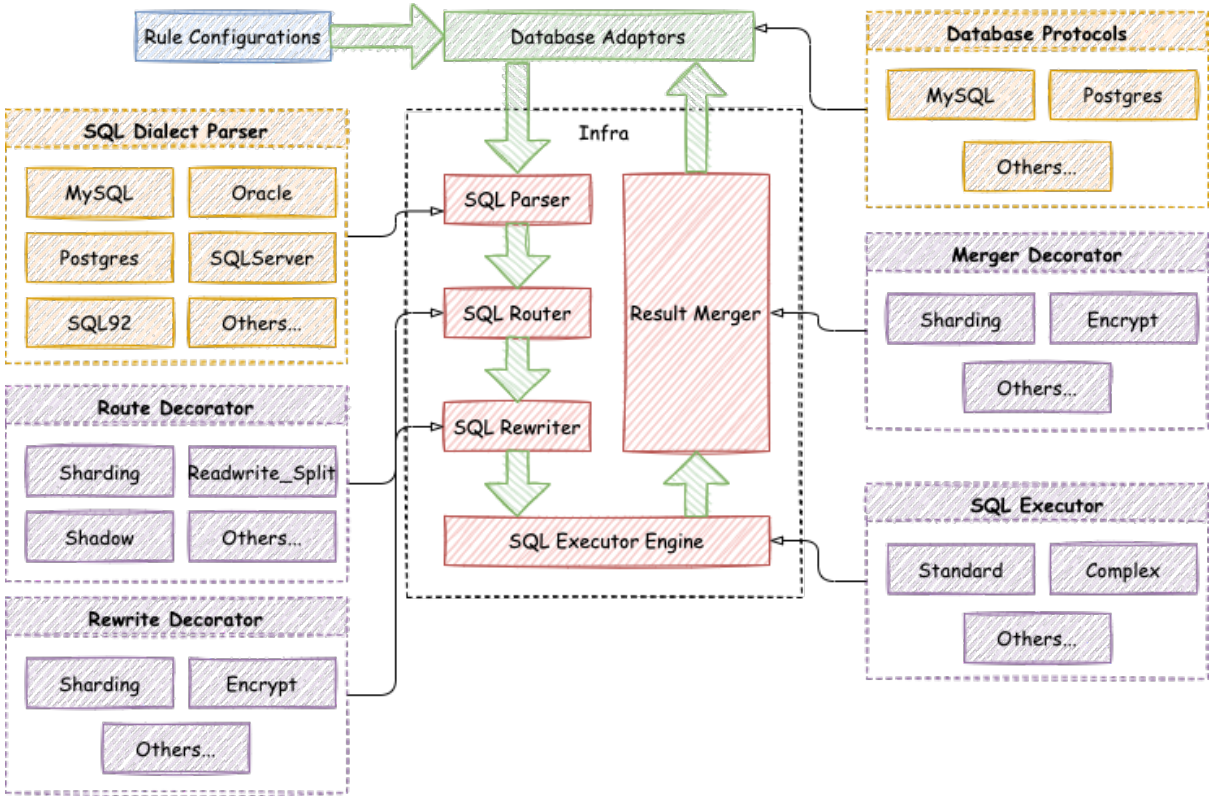 Rule Configurations
Database Adaptors
Database Protocols
MySQL
Postgres
Others...
SQL Dialect Parser
MySQL
Oracle
Postgres
SQLServer
SQL92
Others...
Infra
SQL Parser
SQL Router
SQL Rewriter
Result Merger
SQL Executor Engine
Merger Decorator
Sharding
Encrypt
Others...
Route Decorator
Sharding
Readwrite_Split
Shadow
Others...
SQL Executor
Standard
Complex
Others...
Rewrite Decorator
Sharding
Encrypt
Others...